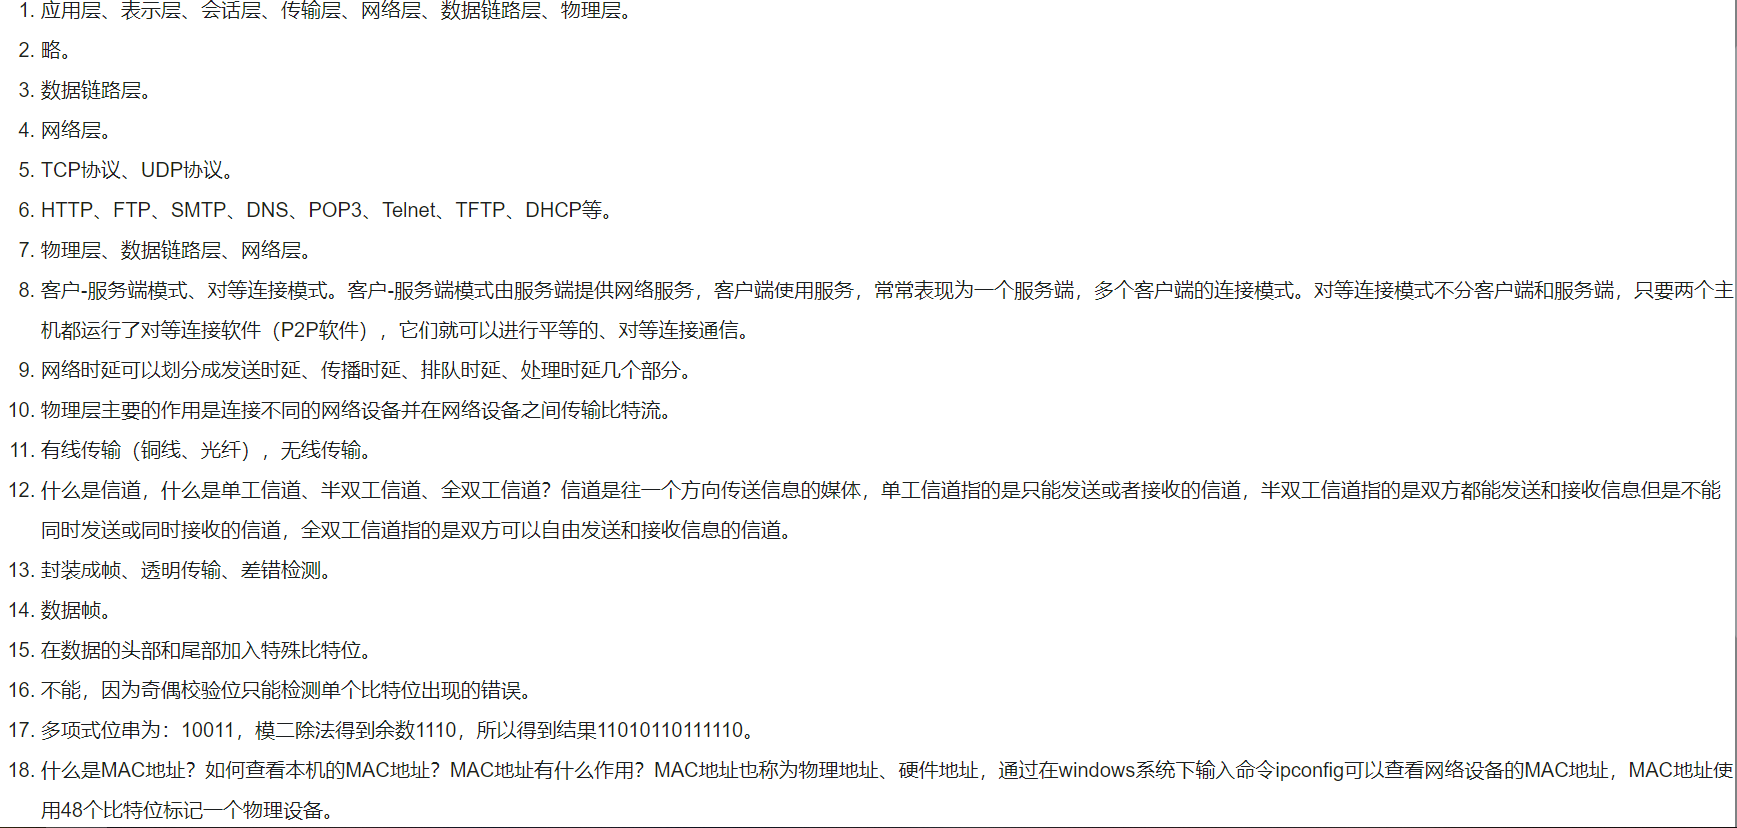 1. 应用层、表示层、会话层、传输层、网络层、数据链路层、物理层。
2. 略。
3. 数据链路层。
4. 网络层。
5. TCP协议、UDP协议。
6. HTTP、FTP、SMTP、DNS、POP3、Telnet、TFTP、DHCP等。
7. 物理层、数据链路层、网络层。
8. 客户-服务端模式、对等连接模式。客户-服务端模式由服务端提供网络服务，客户端使用服务，常常表现为一个服务端，多个客户端的连接模式。对等连接模式不分客户端和服务端，只要两个主
机都运行了对等连接软件（P2P软件），它们就可以进行平等的、对等连接通信。
9. 网络时延可以划分成发送时延、传播时延、排队时延、处理时延几个部分。
10. 物理层主要的作用是连接不同的网络设备并在网络设备之间传输比特流。
11. 有线传输（铜线、光纤），无线传输。
12. 什么是信道，什么是单工信道、半双工信道、全双工信道？信道是往一个方向传送信息的媒体，单工信道指的是只能发送或者接收的信道，半双工信道指的是双方都能发送和接收信息但是不能
同时发送或同时接收的信道，全双工信道指的是双方可以自由发送和接收信息的信道。
13. 封装成帧、透明传输、差错检测。
14. 数据帧。
15. 在数据的头部和尾部加入特殊比特位。
16. 不能，因为奇偶校验位只能检测单个比特位出现的错误。
17. 多项式位串为：10011，模二除法得到余数1110，所以得到结果11010110111110。
18. 什么是MAC地址？如何查看本机的MAC地址？MAC地址有什么作用？MAC地址也称为物理地址、硬件地址，通过在windows系统下输入命令ipconfig可以查看网络设备的MAC地址，MAC地址使
用48个比特位标记一个物理设备。